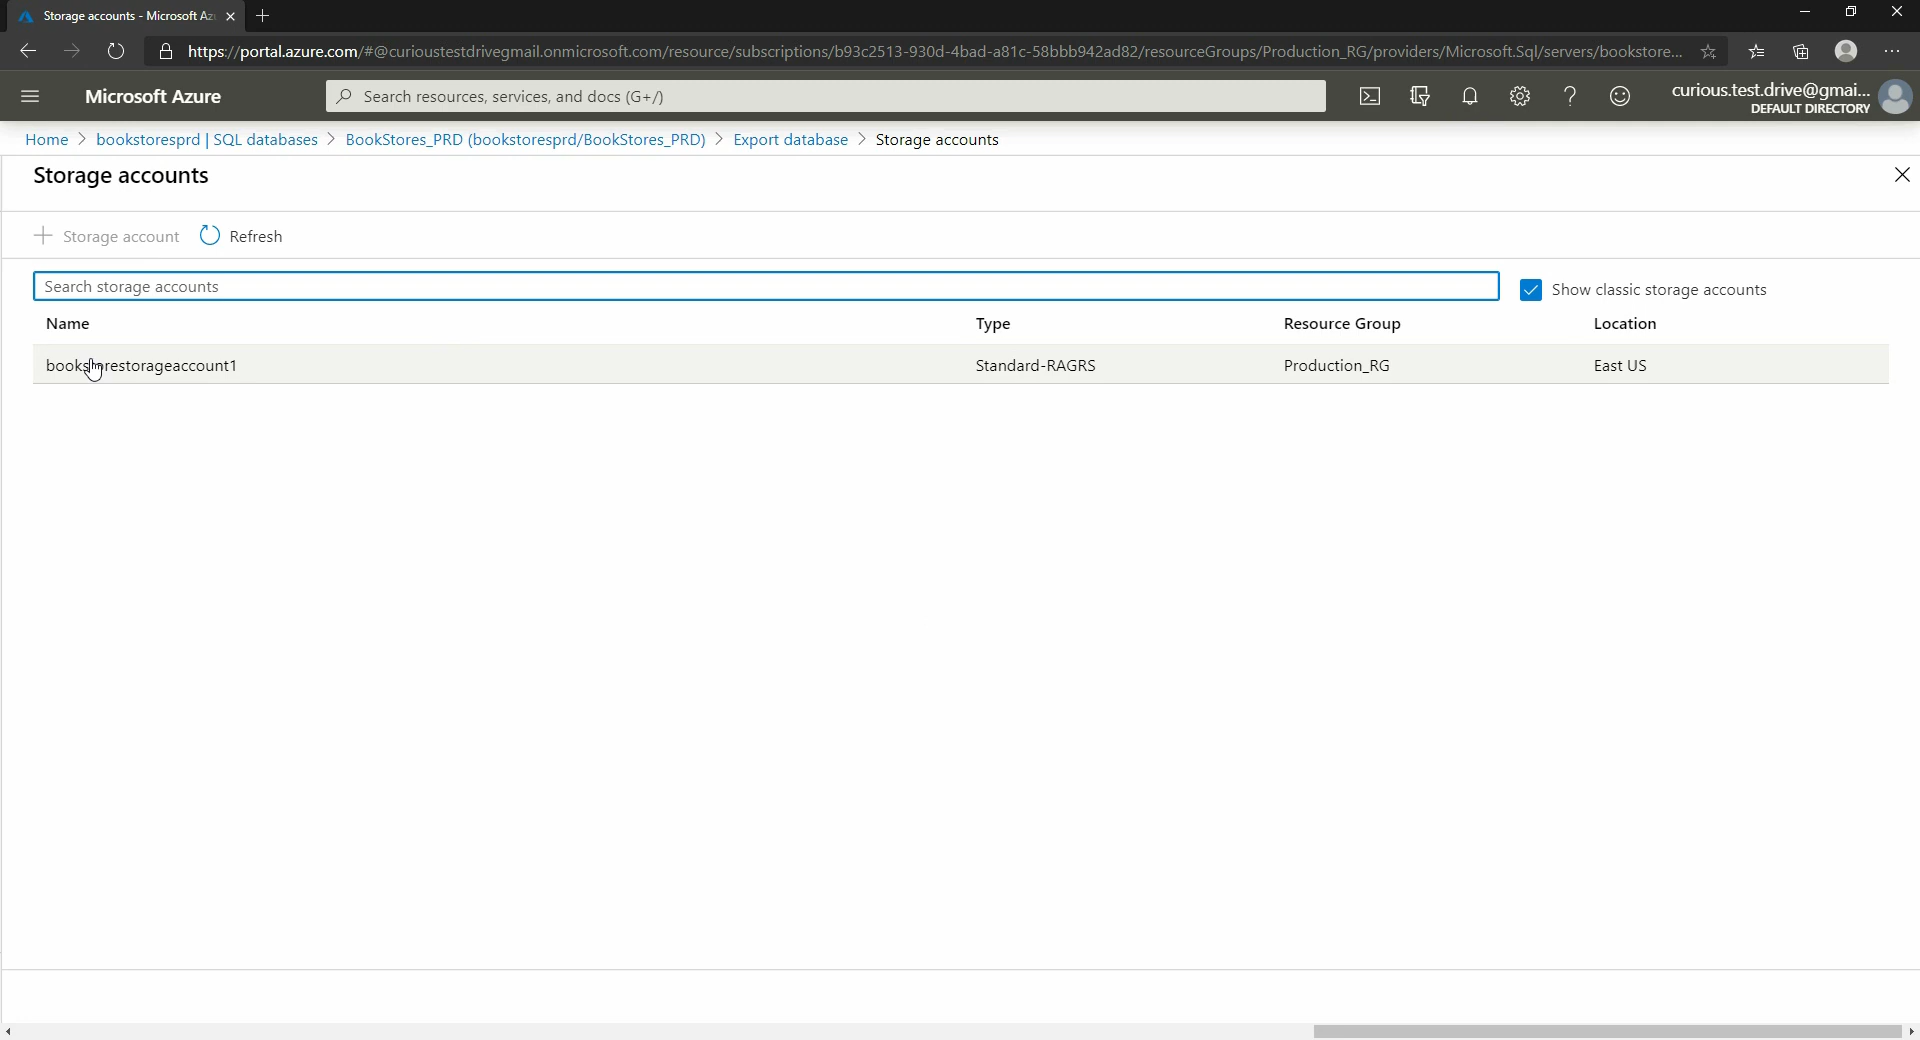 Storage accounts - Microsoft Az
https://portal.azure.com/#@curioustestdrivegmail.onmicrosoft.com/resource/subscriptions/b93c2513-930d-4bad-a81c-58bbb942ad82/resourceGroups/Production_RG/providers/Microsoft.Sql/servers/bookstore...
Microsoft Azure
Search resources, services, and docs (G+/)
curious.test.drive@gmai...
DEFAULT DIRECTORY
Home > bookstoresprd | SQL databases > BookStores_PRD (bookstoresprd/BookStores_PRD) > Export database > Storage accounts
Storage accounts
Storage account Refresh
Search storage accounts
Show classic storage accounts
Name Type Resource Group Location
bookstorestorageaccount1 Standard-RAGRS Production_RG East US